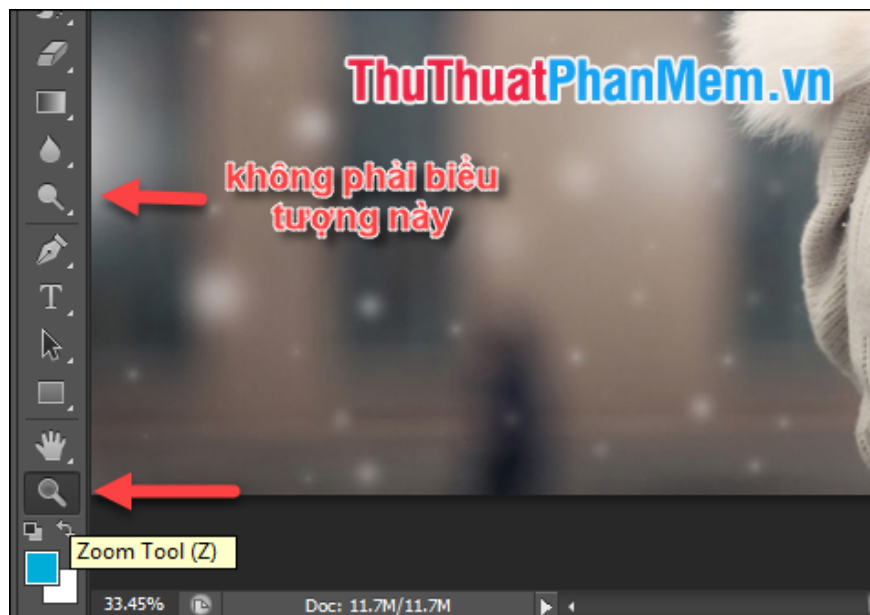 ThuThuatPhanMem.vn
không phải biểu
tượng này
T
Zoom Tool (Z)
33.45%
Doc: 11.7M/11.7M